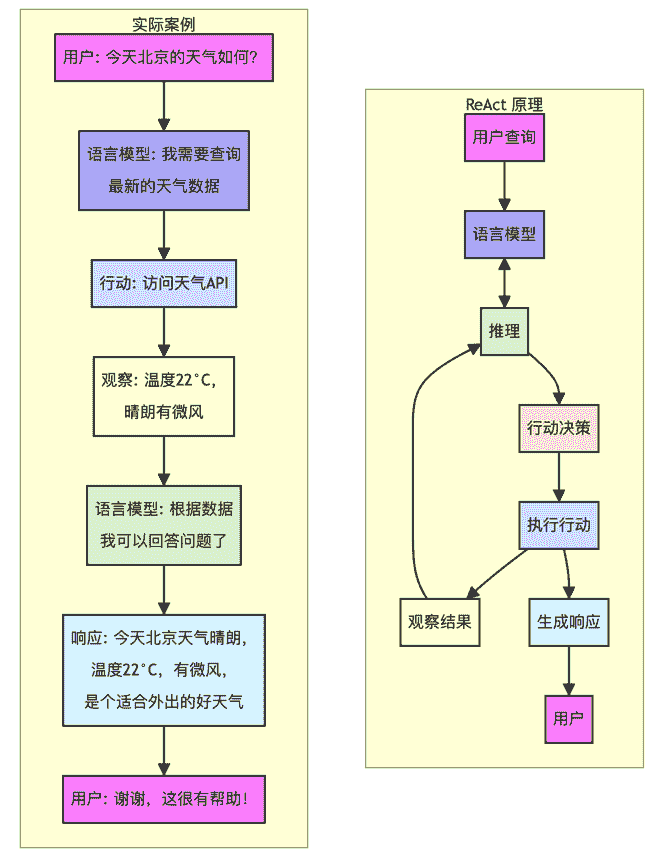 实际案例
用户: 今天北京的天气如何?
语言模型: 我需要查询
最新的天气数据
行动: 访问天气API
观察: 温度22°C,
晴朗有微风
语言模型: 根据数据
我可以回答问题了
响应: 今天北京天气晴朗,
温度22°C, 有微风,
是个适合外出的好天气
用户: 谢谢, 这很有帮助!
ReAct 原理
用户查询
语言模型
推理
行动决策
执行行动
观察结果
生成响应
用户